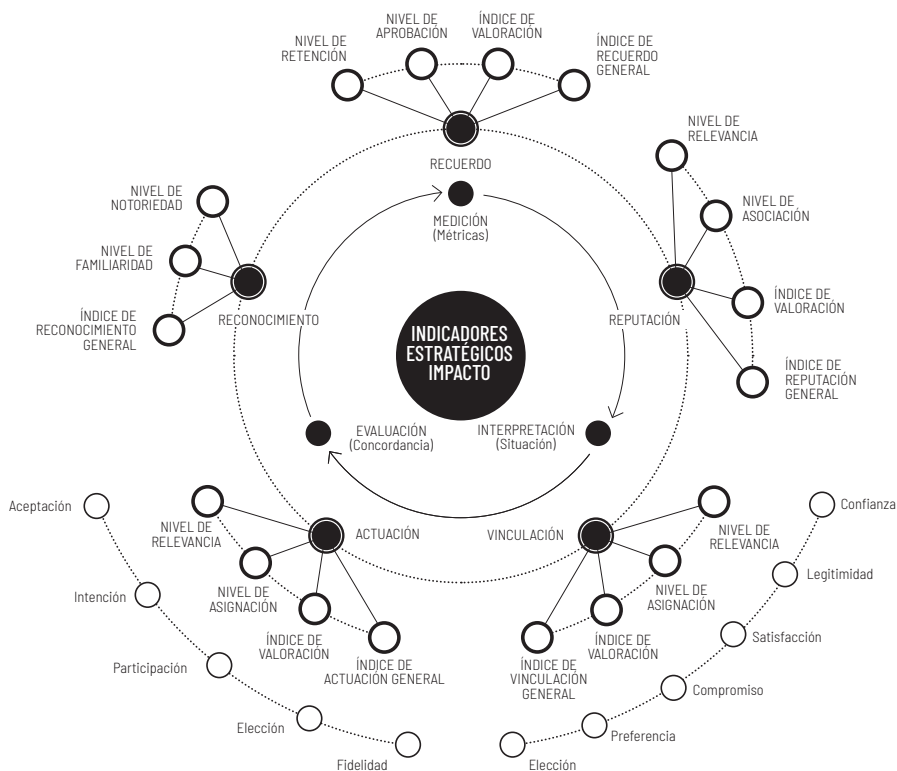 NIVEL DE
RETENCIÓN
NIVEL DE
APROBACIÓN
ÍNDICE DE
VALORACIÓN
ÍNDICE DE
RECUERDO
GENERAL
RECUERDO
NIVEL DE
RELEVANCIA
NIVEL DE
ASOCIACIÓN
ÍNDICE DE
VALORACIÓN
ÍNDICE DE
REPUTACIÓN
GENERAL
REPUTACIÓN
NIVEL DE
NOTORIEDAD
NIVEL DE
FAMILIARIDAD
ÍNDICE DE
RECONOCIMIENTO
GENERAL
RECONOCIMIENTO
MEDICIÓN
(Métricas)
INDICADORES
ESTRATÉGICOS
IMPACTO
EVALUACIÓN
(Concordancia)
INTERPRETACIÓN
(Situación)
ACTUACIÓN
NIVEL DE
RELEVANCIA
NIVEL DE
ASIGNACIÓN
ÍNDICE DE
VALORACIÓN
ÍNDICE DE
ACTUACIÓN GENERAL
VINCULACIÓN
NIVEL DE
RELEVANCIA
NIVEL DE
ASIGNACIÓN
ÍNDICE DE
VALORACIÓN
ÍNDICE DE
VINCULACIÓN
GENERAL
Aceptación
Intención
Participación
Elección
Fidelidad
Confianza
Legitimidad
Satisfacción
Compromiso
Preferencia
Elección